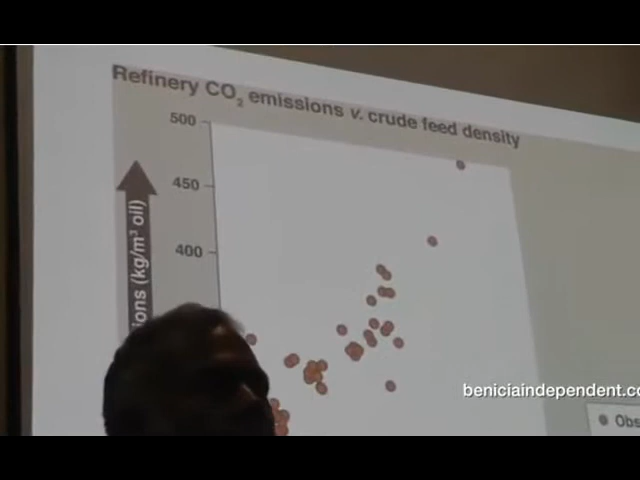 Refinery CO2 emissions v. crude feed density
500
450
400
ions (kg/m³ oil)
beniciaindependent.co
Obs